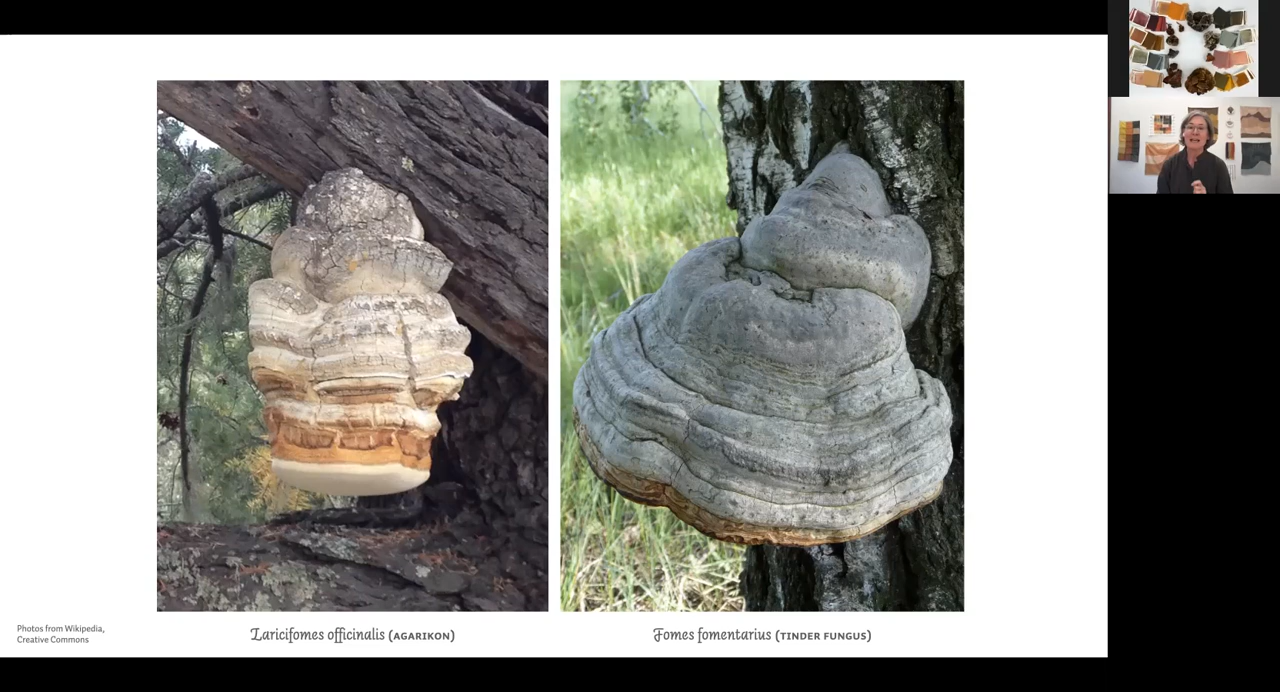 Photos from Wikipedia,
Creative Commons
Laricifomes officinalis (AGARIKON)
Fomes fomentarius (TINDER FUNGUS)